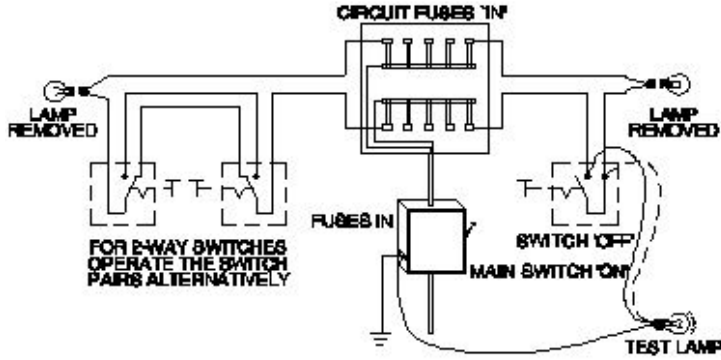 CIRCUIT FUSES 'IN'
LAMP
REMOVED
LAMP
REMOVED
FUSES IN
SWITCH 'OFF'
FOR 2-WAY SWITCHES
OPERATE THE SWITCH
PAIRS ALTERNATIVELY
MAIN SWITCH 'ON'
TEST LAMP